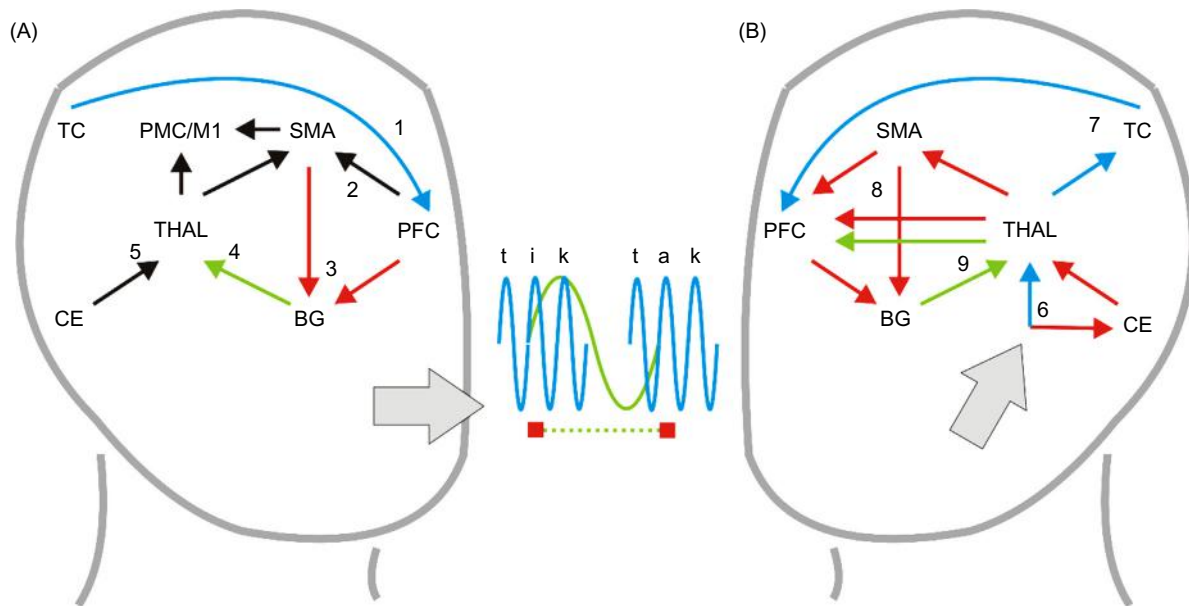 (A)
(B)
TC PMC/M1 SMA 1
2
THAL PFC
5 4 3
CE BG
t i k t a k
SMA 7 TC
8
PFC THAL
9
BG 6 CE